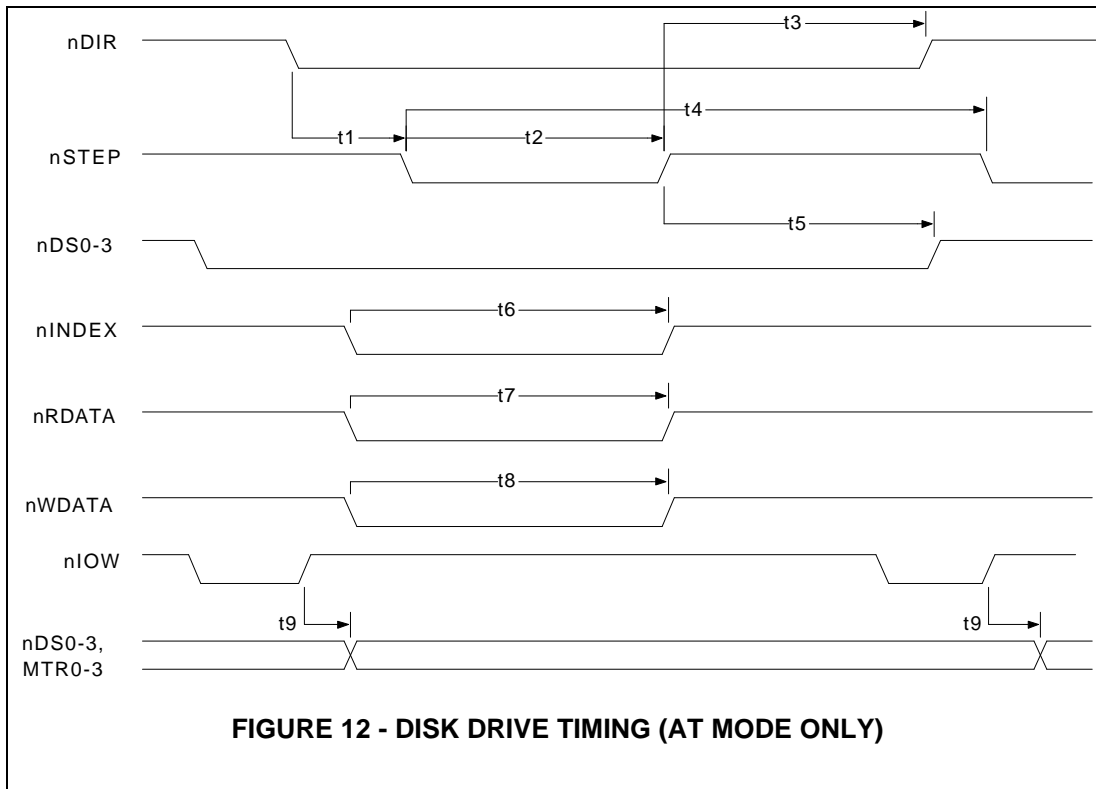 t3
nDIR
t4
t1 t2
nSTEP
t5
nDS0-3
t6
nINDEX
t7
nRDATA
t8
nWDATA
nIOW
t9 t9
nDS0-3,
MTR0-3
FIGURE 12 - DISK DRIVE TIMING (AT MODE ONLY)